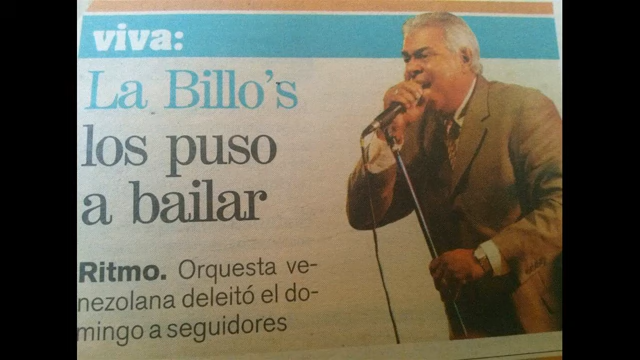 viva:
La Billo's
los puso
a bailar
Ritmo. Orquesta ve-
nezolana deleitó el do-
mingo a seguidores